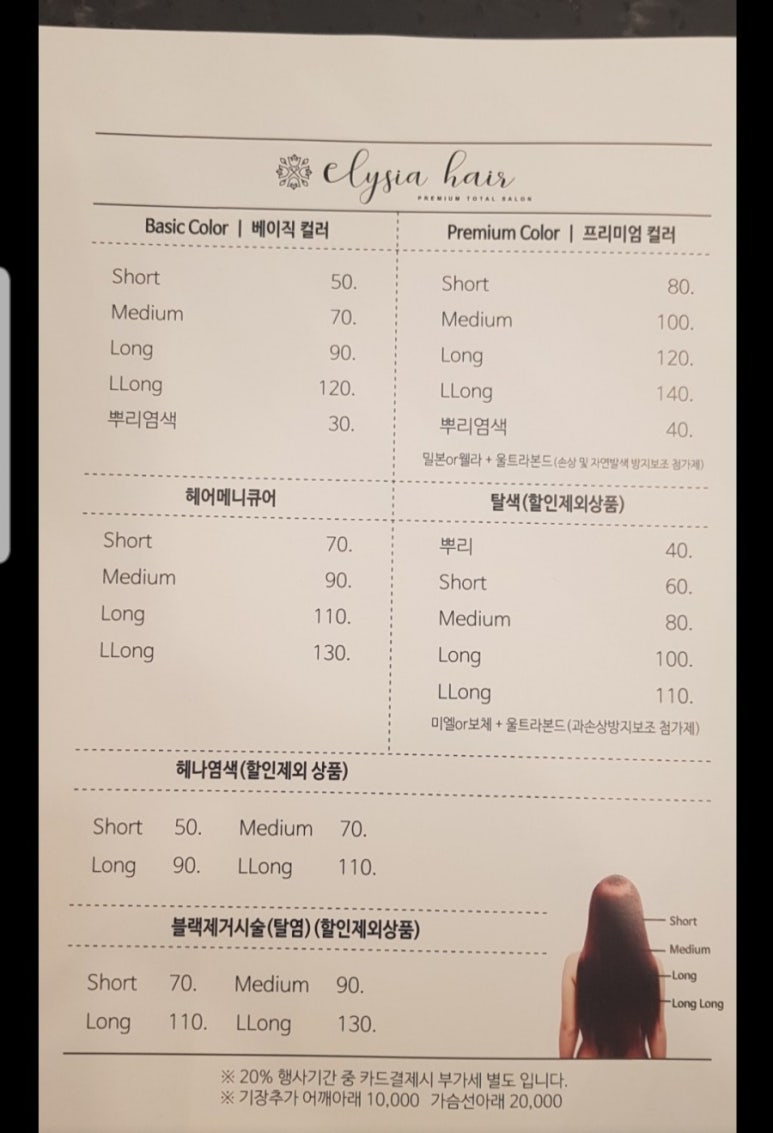 elysia hair
PREMIUM TOTAL SALON
Basic Color | 베이직 컬러
Short 50.
Medium 70.
Long 90.
LLong 120.
뿌리염색 30.
Premium Color | 프리미엄 컬러
Short 80.
Medium 100.
Long 120.
LLong 140.
뿌리염색 40.
밀본or웰라 + 울트라본드(손상 및 자연발색 방지보조 첨가제)
헤어메니큐어
Short 70.
Medium 90.
Long 110.
LLong 130.
탈색(할인제외상품)
뿌리 40.
Short 60.
Medium 80.
Long 100.
LLong 110.
미엘or보체 + 울트라본드(과손상방지보조 첨가제)
헤나염색(할인제외 상품)
Short 50. Medium 70.
Long 90. LLong 110.
블랙제거시술(탈염)(할인제외상품)
Short 70. Medium 90.
Long 110. LLong 130.
Short
Medium
Long
Long Long
※ 20% 행사기간 중 카드결제시 부가세 별도 입니다.
※ 기장추가 어깨아래 10,000 가슴선아래 20,000